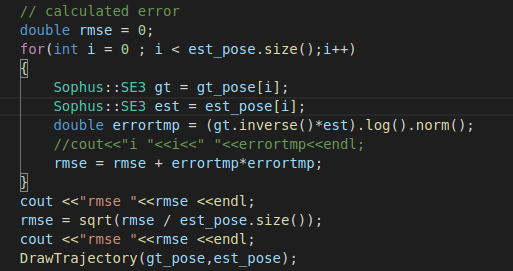 // calculated error
double rmse = 0;
for(int i = 0 ; i < est_pose.size();i++)
{
    Sophus::SE3 gt = gt_pose[i];
    Sophus::SE3 est = est_pose[i];
    double errortmp = (gt.inverse()*est).log().norm();
    //cout<<"i "<<i<<" "<<errortmp<<endl;
    rmse = rmse + errortmp*errortmp;
}
cout <<"rmse "<<rmse <<endl;
rmse = sqrt(rmse / est_pose.size());
cout <<"rmse "<<rmse <<endl;
DrawTrajectory(gt_pose,est_pose);